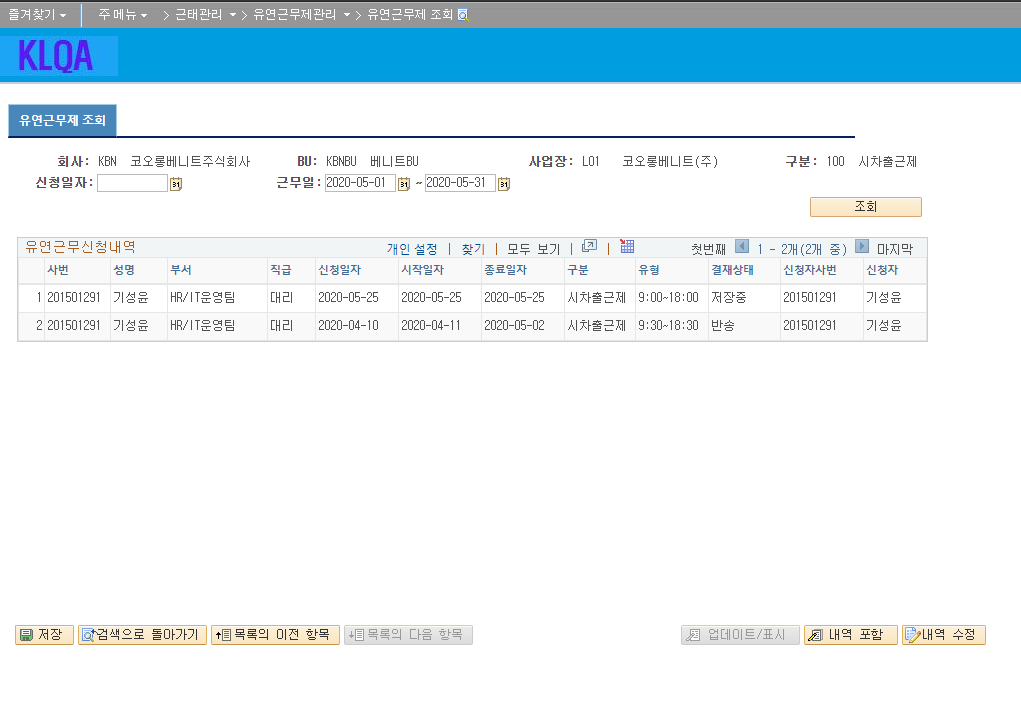 즐겨찾기 주 메뉴 > 근태관리 > 유연근무제관리 > 유연근무제 조회
KLQA
유연근무제 조회
회사: KBN 코오롱베니트주식회사 BU: KBNBU 베니트BU 사업장: L01 코오롱베니트(주) 구분: 100 시차출근제
신청일자: 근무일: 2020-05-01 ~ 2020-05-31
조회
유연근무신청내역 개인 설정 | 찾기 | 모두 보기 | | 첫번째 1 - 2개(2개 중) 마지막
사번 성명 부서 직급 신청일자 시작일자 종료일자 구분 유형 결재상태 신청자사번 신청자
1 201501291 기성윤 HR/IT운영팀 대리 2020-05-25 2020-05-25 2020-05-25 시차출근제 9:00~18:00 저장중 201501291 기성윤
2 201501291 기성윤 HR/IT운영팀 대리 2020-04-10 2020-04-11 2020-05-02 시차출근제 9:30~18:30 반송 201501291 기성윤
저장 검색으로 돌아가기 목록의 이전 항목 목록의 다음 항목 업데이트/표시 내역 포함 내역 수정